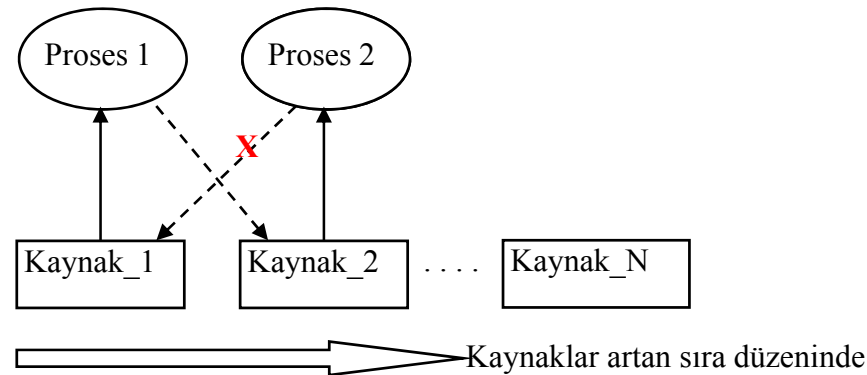 Proses 1
Proses 2
X
Kaynak_1
Kaynak_2
. . . .
Kaynak_N
Kaynaklar artan sıra düzeninde